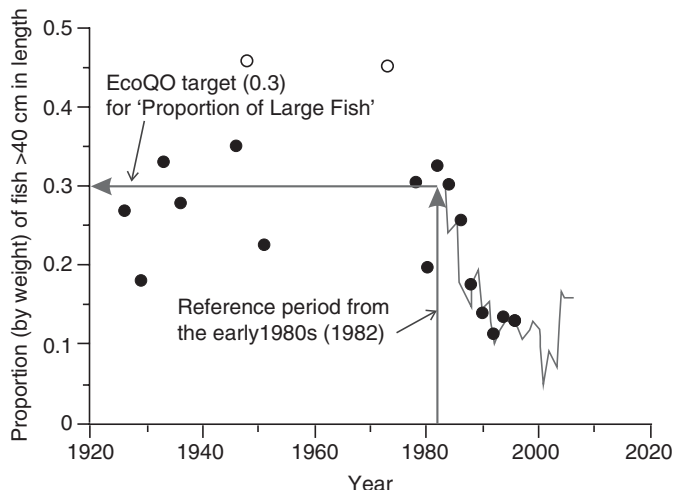 0.5
EcoQO target (0.3)
for ‘Proportion of Large Fish’
0.4
0.3
0.2
Reference period from
the early1980s (1982)
0.1
0
1920
1940
1960
1980
2000
2020
Year
Proportion (by weight) of fish >40 cm in length